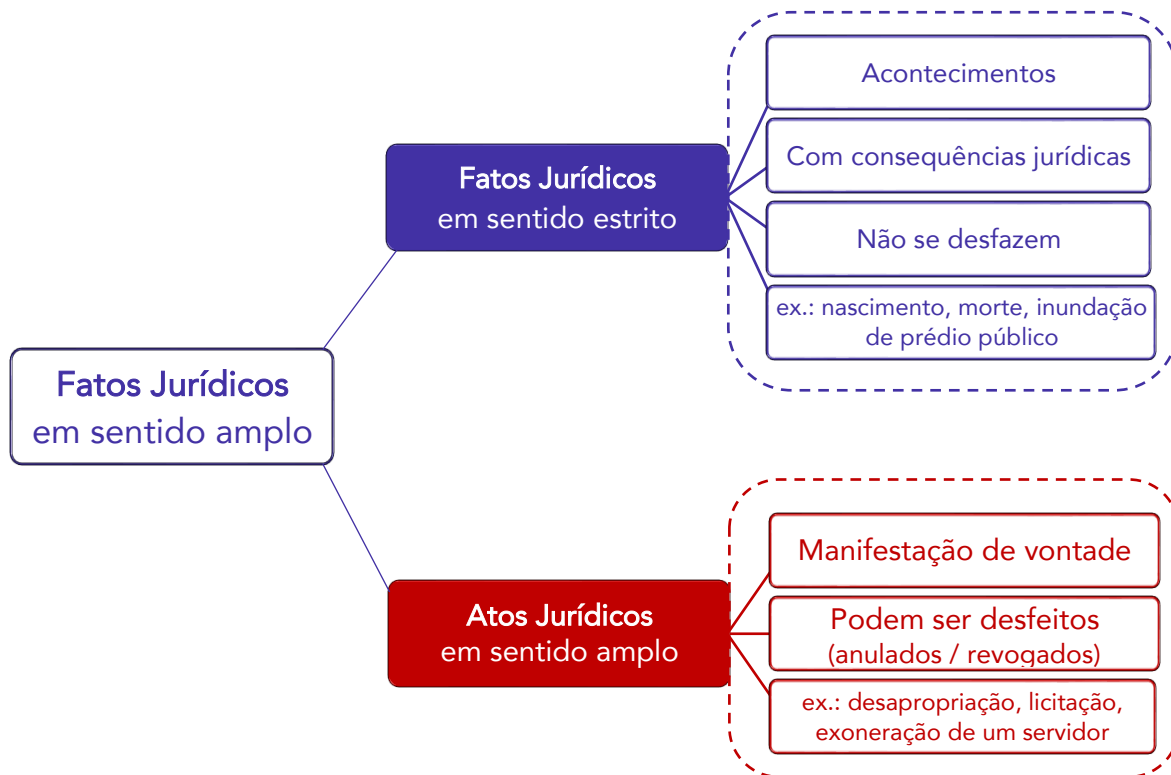 Fatos Jurídicos
em sentido amplo
Fatos Jurídicos
em sentido estrito
Acontecimentos
Com consequências jurídicas
Não se desfazem
ex.: nascimento, morte, inundação
de prédio público
Atos Jurídicos
em sentido amplo
Manifestação de vontade
Podem ser desfeitos
(anulados / revogados)
ex.: desapropriação, licitação,
exoneração de um servidor